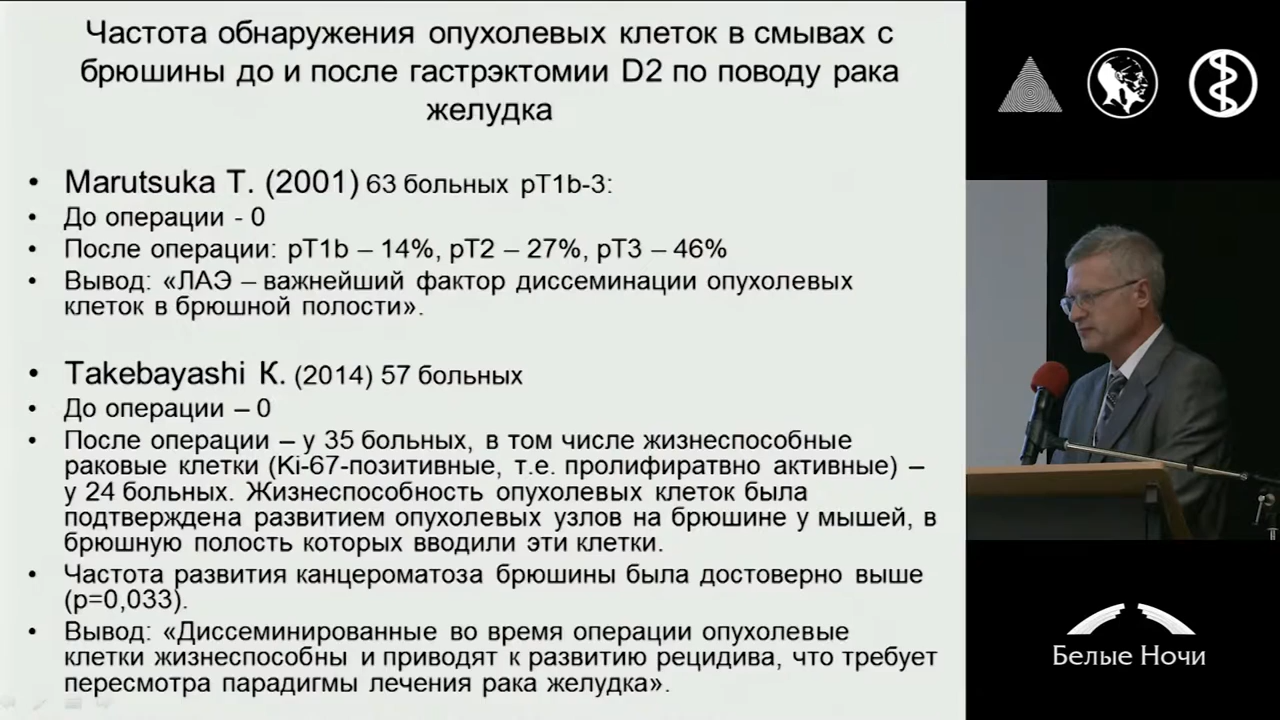 Частота обнаружения опухолевых клеток в смывах с
брюшины до и после гастрэктомии D2 по поводу рака
желудка
• Marutsuka T. (2001) 63 больных pT1b-3:
• До операции - 0
• После операции: pT1b – 14%, pT2 – 27%, pT3 – 46%
• Вывод: «ЛАЭ – важнейший фактор диссеминации опухолевых
клеток в брюшной полости».
• Takebayashi К. (2014) 57 больных
• До операции – 0
• После операции – у 35 больных, в том числе жизнеспособные
раковые клетки (Ki-67-позитивные, т.е. пролифиратвно активные) –
у 24 больных. Жизнеспособность опухолевых клеток была
подтверждена развитием опухолевых узлов на брюшине у мышей, в
брюшную полость которых вводили эти клетки.
• Частота развития канцероматоза брюшины была достоверно выше
(p=0,033).
• Вывод: «Диссеминированные во время операции опухолевые
клетки жизнеспособны и приводят к развитию рецидива, что требует
пересмотра парадигмы лечения рака желудка».
Белые Ночи